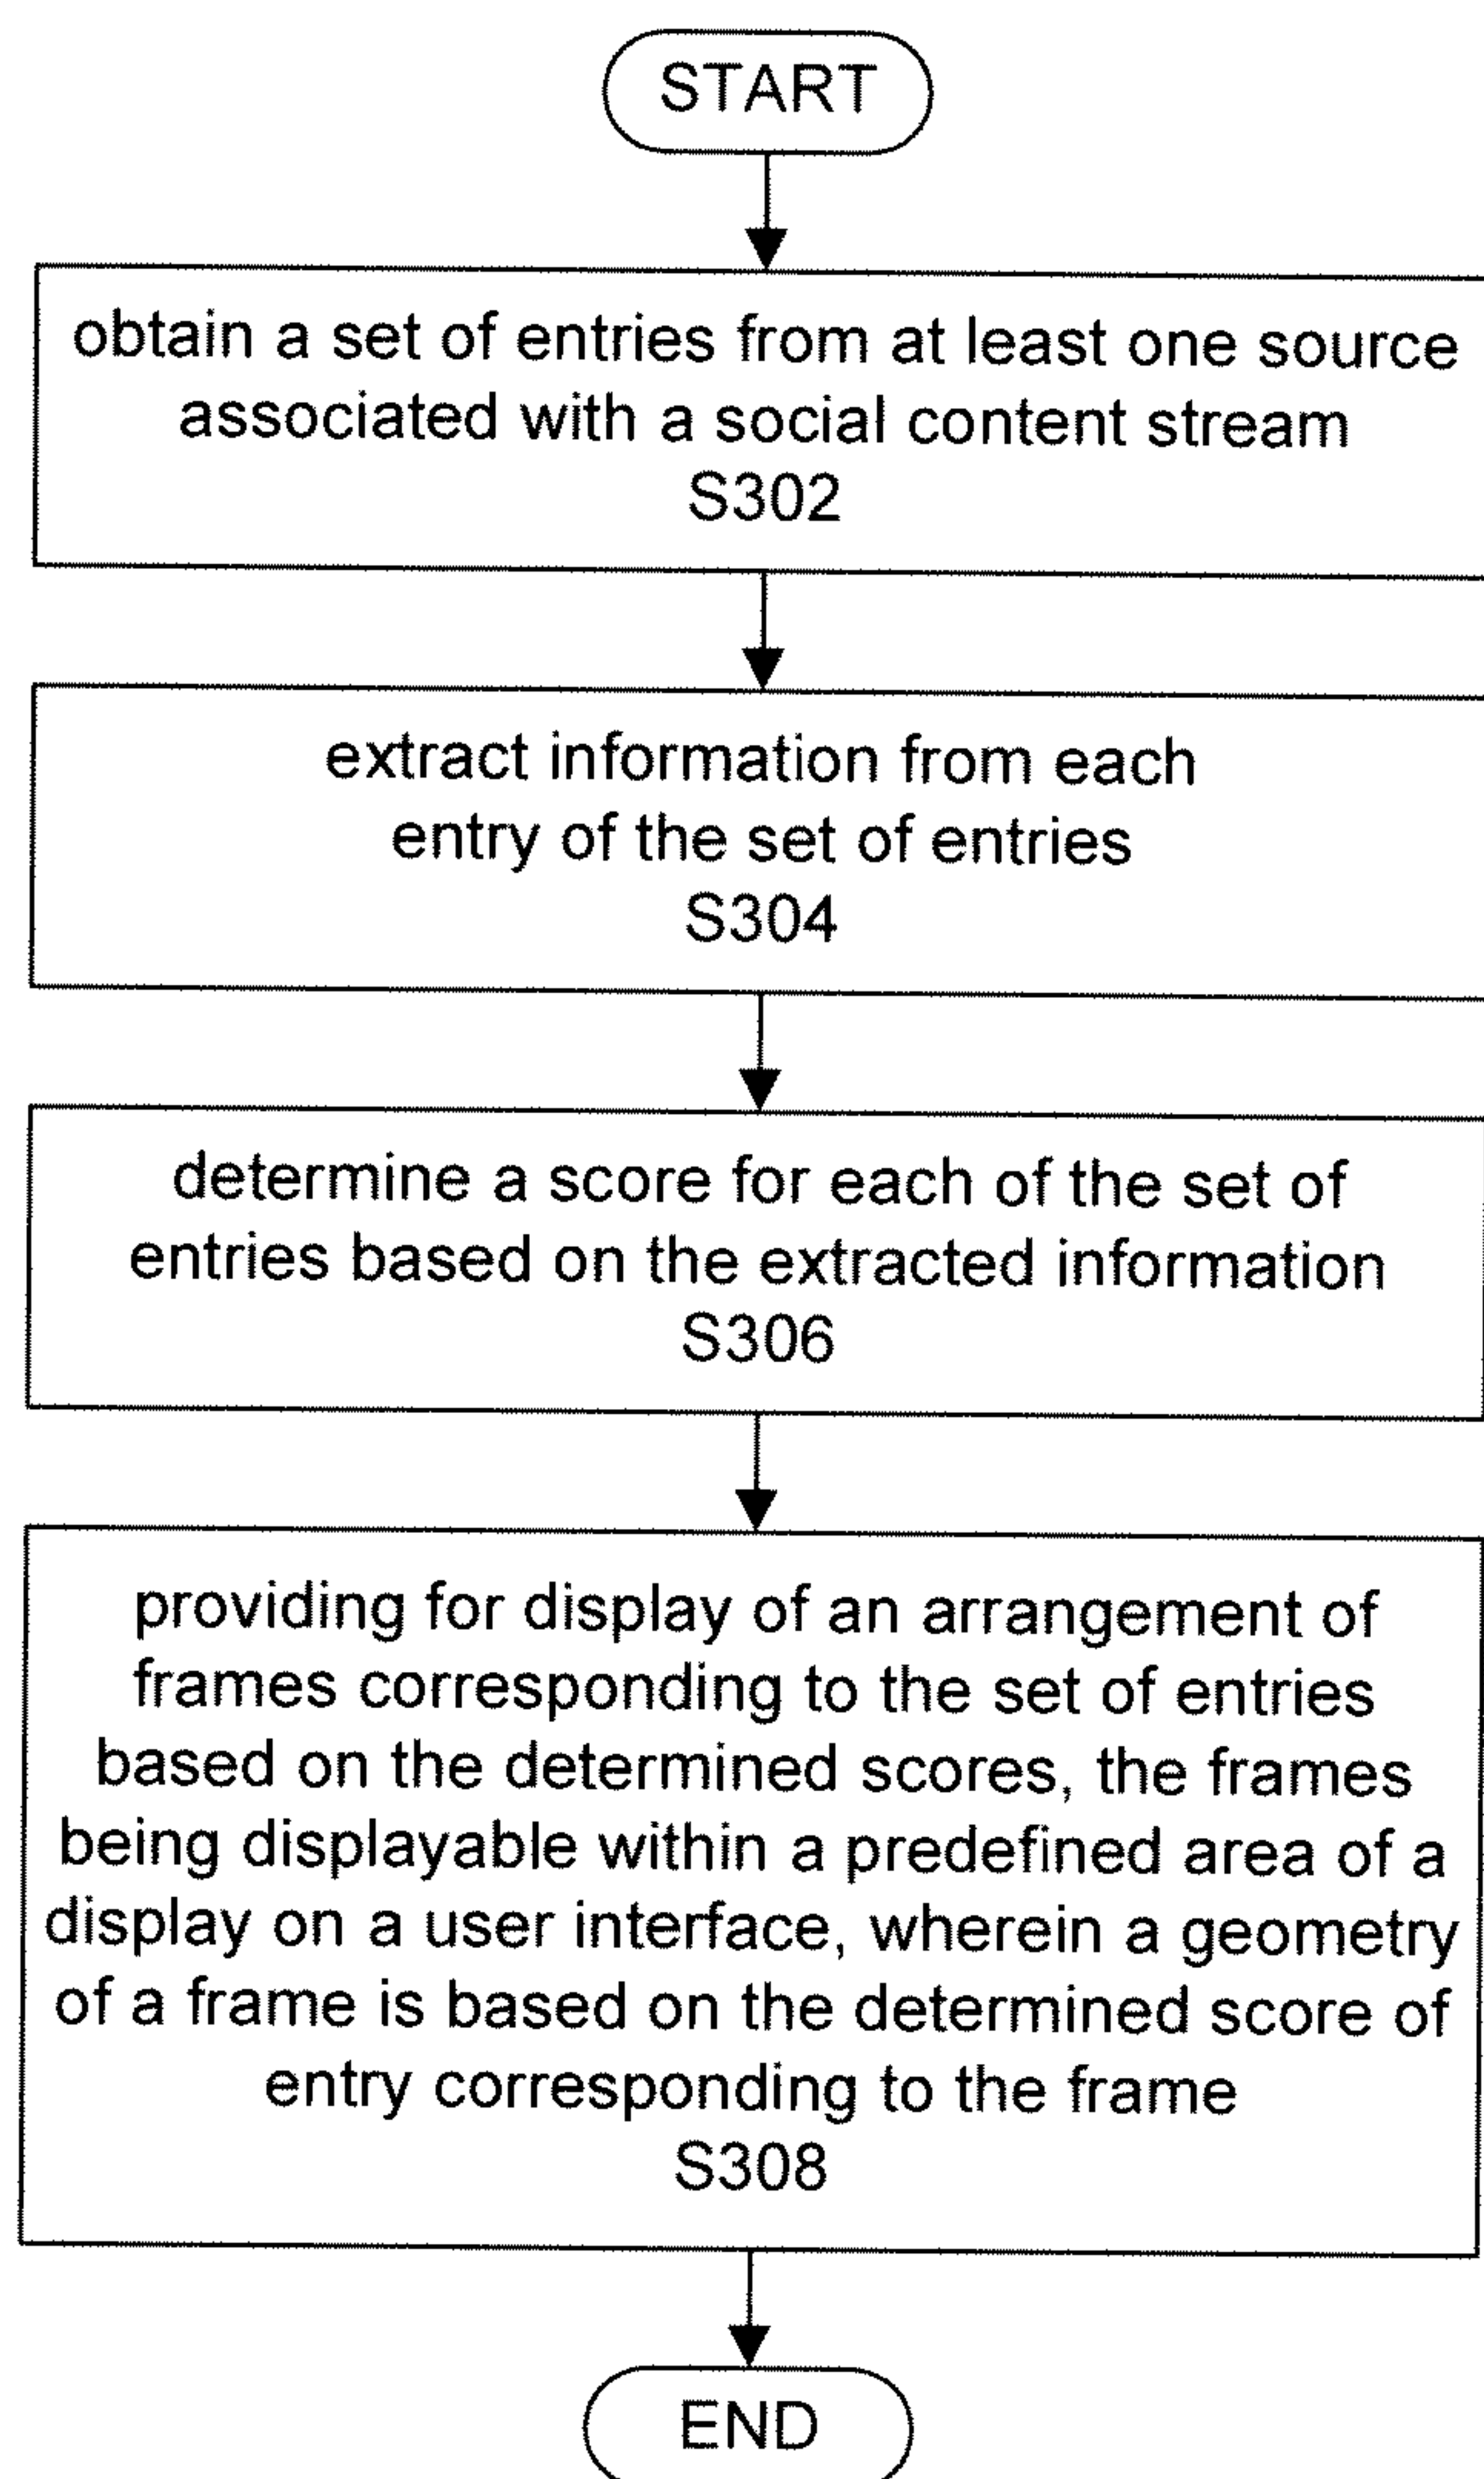 START
obtain a set of entries from at least one source
associated with a social content stream
S302
extract information from each
entry of the set of entries
S304
determine a score for each of the set of
entries based on the extracted information
S306
providing for display of an arrangement of
frames corresponding to the set of entries
based on the determined scores, the frames
being displayable within a predefined area of a
display on a user interface, wherein a geometry
of a frame is based on the determined score of
entry corresponding to the frame
S308
END